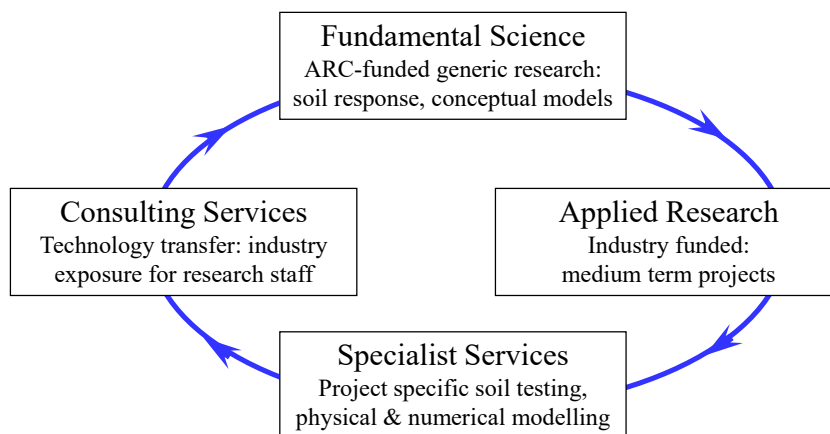 Fundamental Science
ARC-funded generic research:
soil response, conceptual models
Consulting Services
Technology transfer: industry
exposure for research staff
Applied Research
Industry funded:
medium term projects
Specialist Services
Project specific soil testing,
physical & numerical modelling